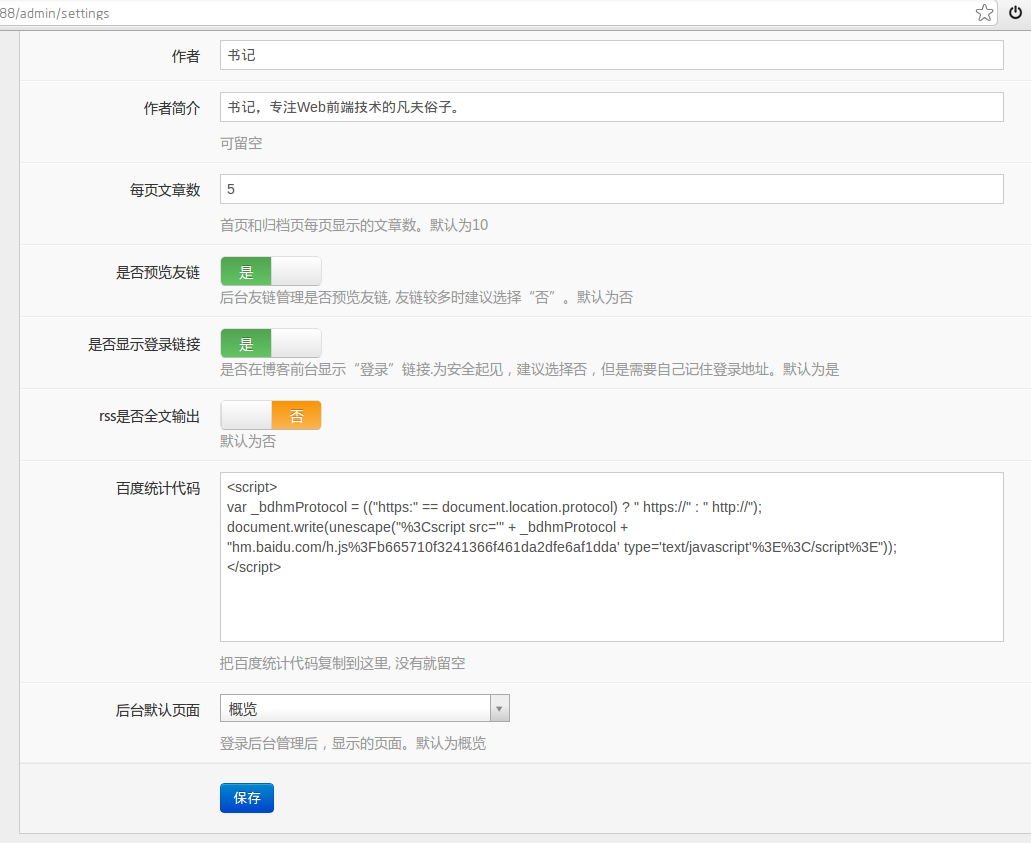 88/admin/settings
作者
书记
作者简介
书记，专注Web前端技术的凡夫俗子。
可留空
每页文章数
5
首页和归档页每页显示的文章数。默认为10
是否预览友链
是
后台友链管理是否预览友链, 友链较多时建议选择“否”。默认为否
是否显示登录链接
是
是否在博客前台显示“登录”链接.为安全起见，建议选择否，但是需要自己记住登录地址。默认为是
rss是否全文输出
否
默认为否
百度统计代码
<script>
var _bdhmProtocol = (("https:" == document.location.protocol) ? " https://" : " http://");
document.write(unescape("%3Cscript src='" + _bdhmProtocol +
"hm.baidu.com/h.js%3Fb665710f3241366f461da2dfe6af1dda' type='text/javascript'%3E%3C/script%3E"));
</script>
把百度统计代码复制到这里, 没有就留空
后台默认页面
概览
登录后台管理后，显示的页面。默认为概览
保存